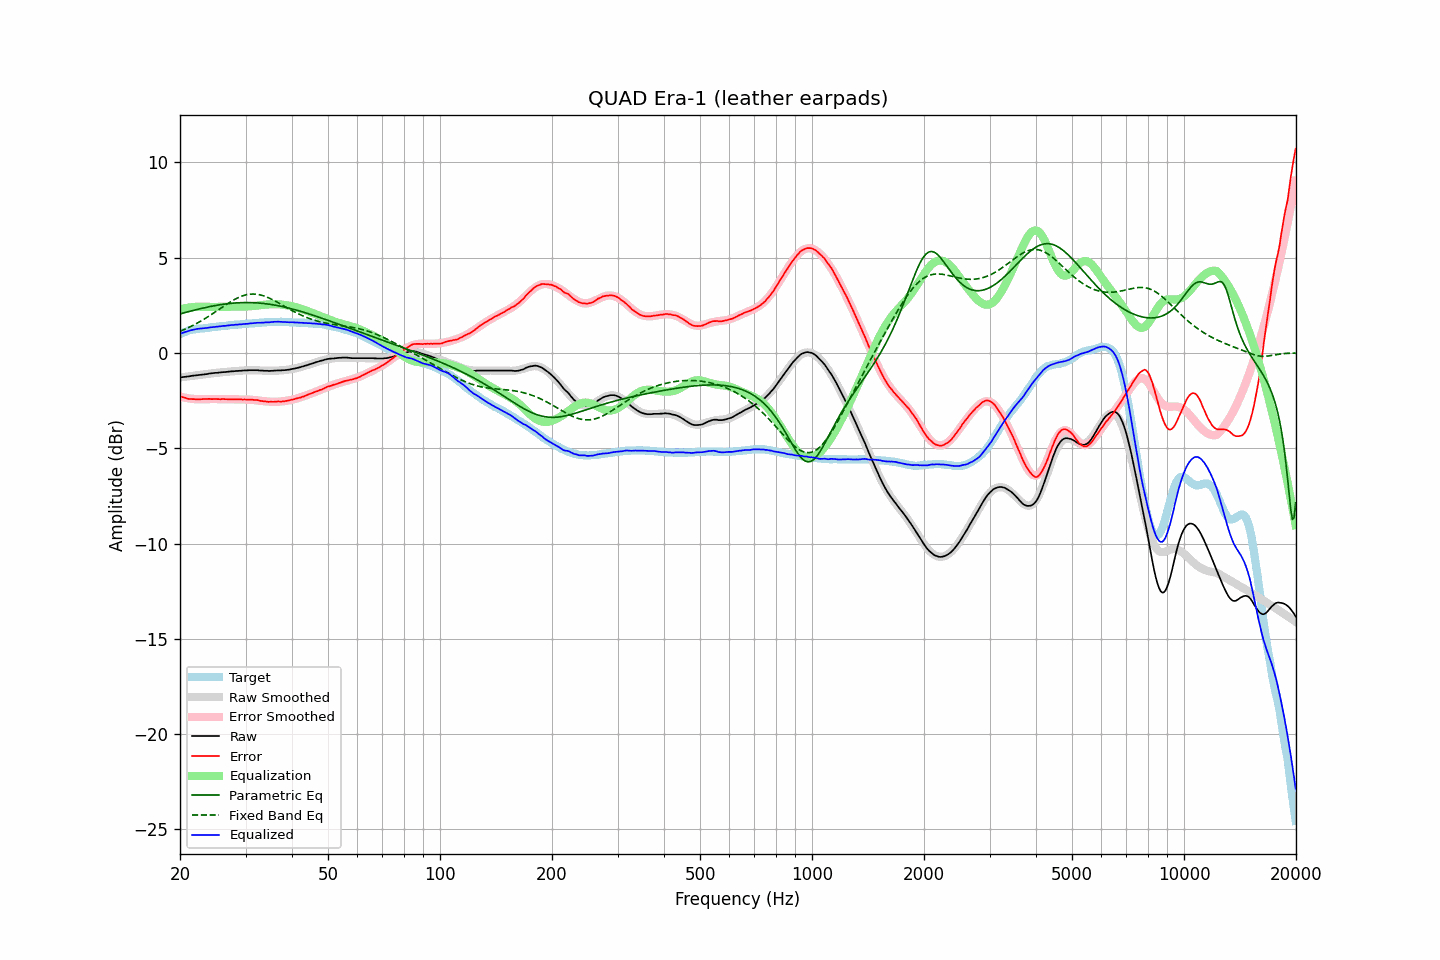 QUAD Era-1 (leather earpads)
Amplitude (dBr)
10
5
0
−5
−10
−15
−20
−25
Target
Raw Smoothed
Error Smoothed
Raw
Error
Equalization
Parametric Eq
Fixed Band Eq
Equalized
20 50 100 200 500 1000 2000 5000 10000 20000
Frequency (Hz)